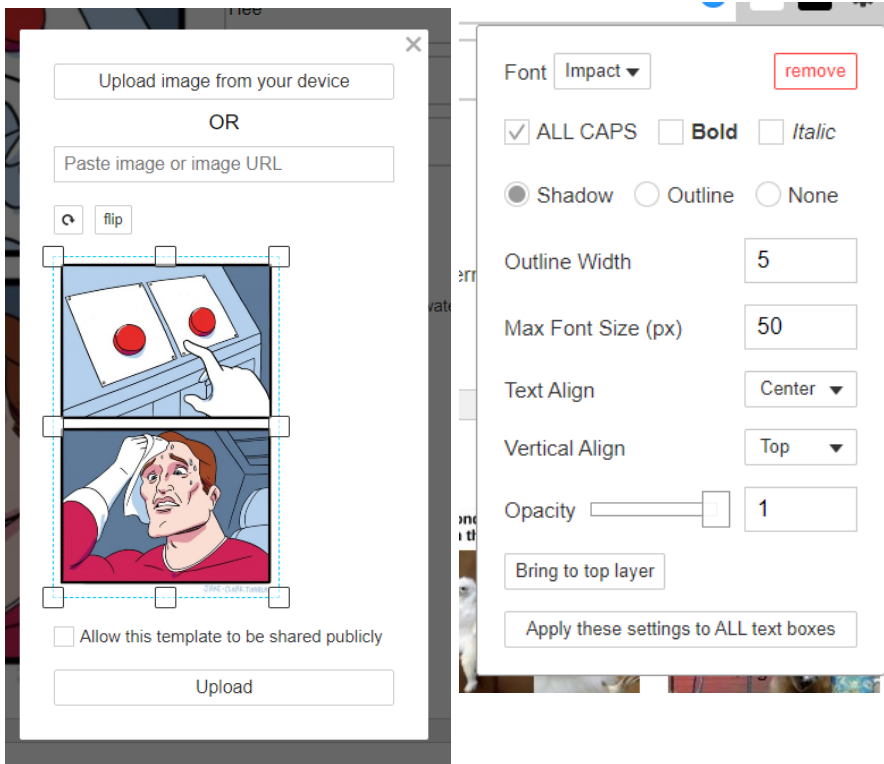 ×
Upload image from your device
OR
Paste image or image URL
flip
JAKE-CLARK.TUMBLR
Allow this template to be shared publicly
Upload
Font Impact remove
ALL CAPS Bold Italic
Shadow Outline None
Outline Width 5
Max Font Size (px) 50
Text Align Center
Vertical Align Top
Opacity 1
Bring to top layer
Apply these settings to ALL text boxes